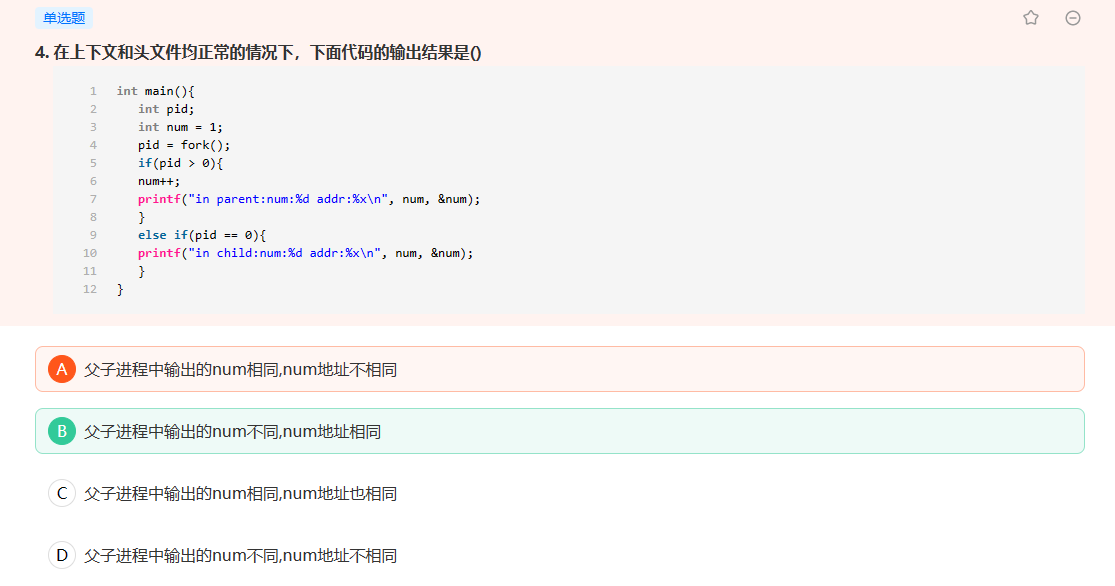 单选题
4. 在上下文和头文件均正常的情况下，下面代码的输出结果是()
1 int main(){
2 int pid;
3 int num = 1;
4 pid = fork();
5 if(pid > 0){
6 num++;
7 printf("in parent:num:%d addr:%x\n", num, &num);
8 }
9 else if(pid == 0){
10 printf("in child:num:%d addr:%x\n", num, &num);
11 }
12 }
A 父子进程中输出的num相同,num地址不相同
B 父子进程中输出的num不同,num地址相同
C 父子进程中输出的num相同,num地址也相同
D 父子进程中输出的num不同,num地址不相同